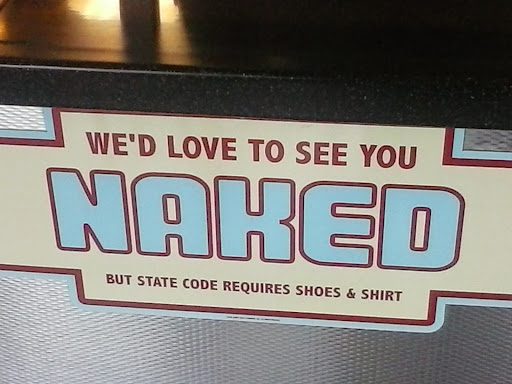 WE'D LOVE TO SEE YOU
NAKED
BUT STATE CODE REQUIRES SHOES & SHIRT